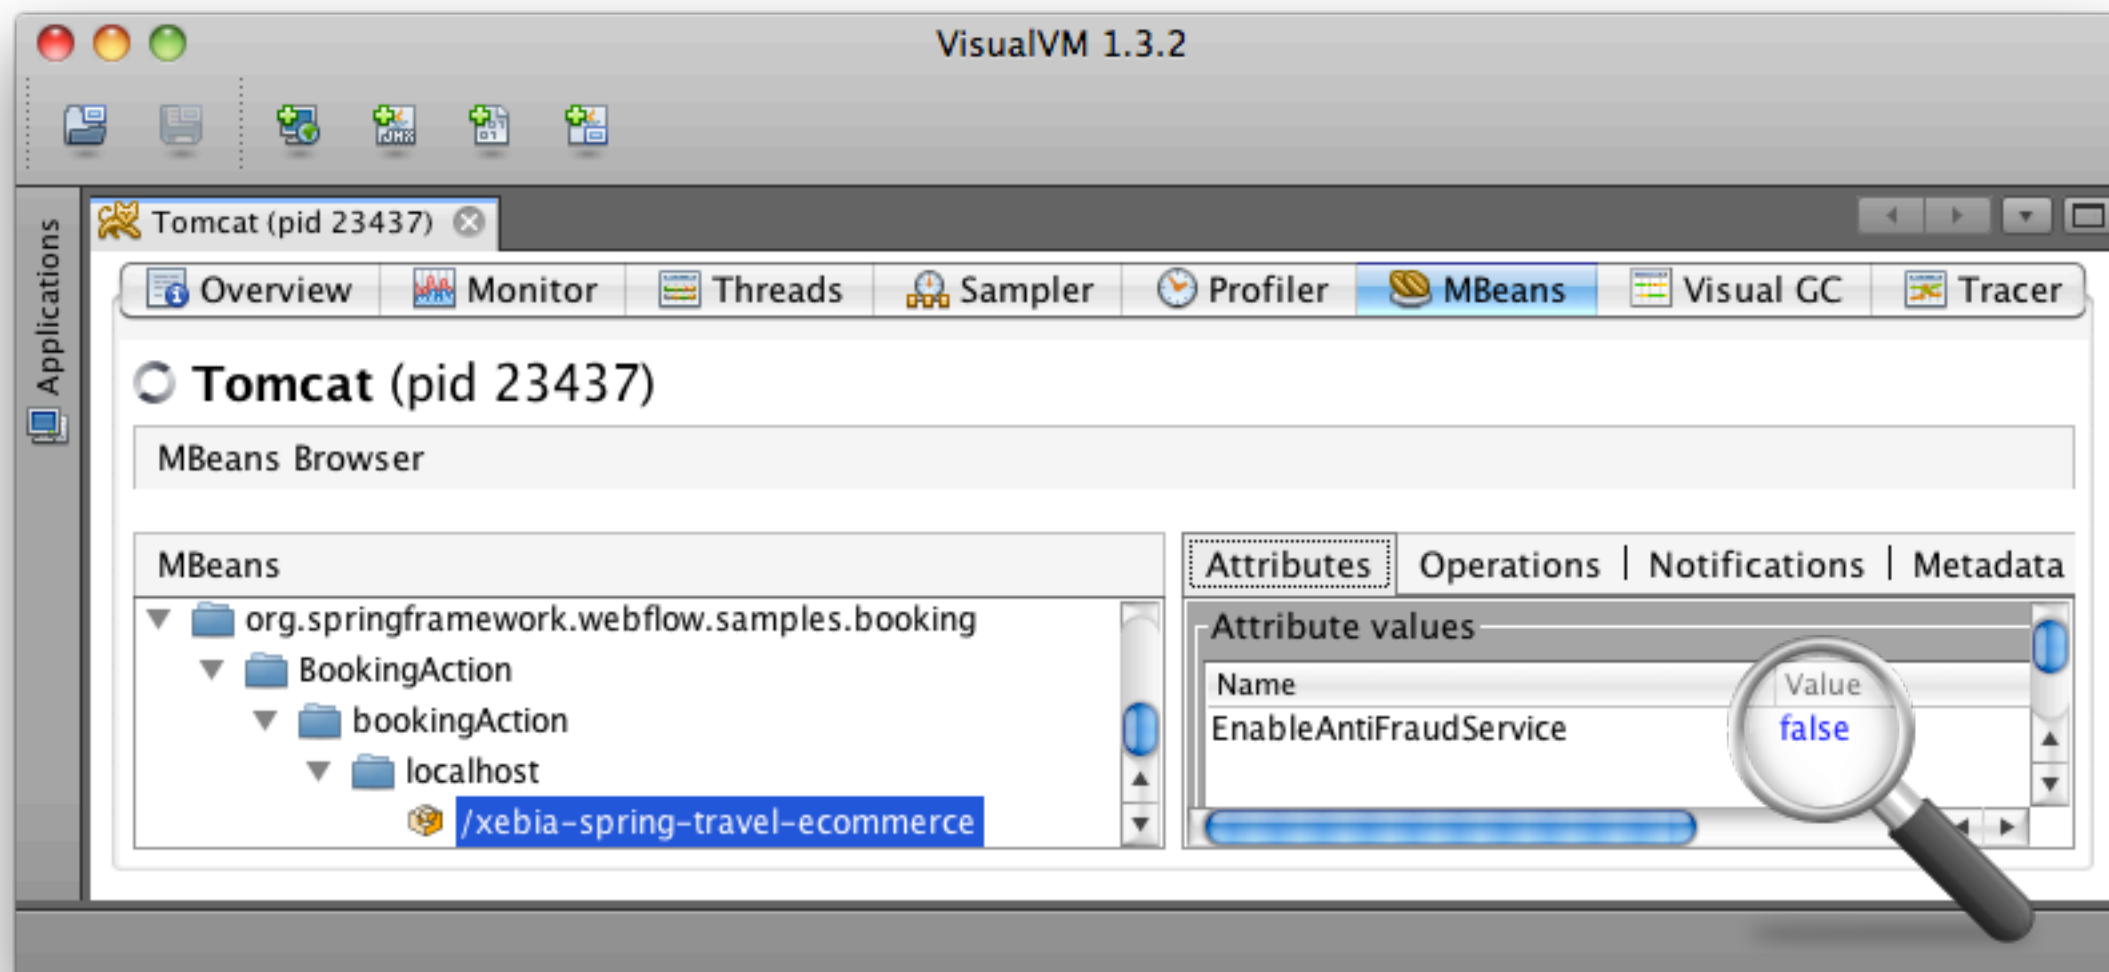 VisualVM 1.3.2
JMX
Applications
Tomcat (pid 23437)
Overview Monitor Threads Sampler Profiler MBeans Visual GC Tracer
Tomcat (pid 23437)
MBeans Browser
MBeans
org.springframework.webflow.samples.booking
BookingAction
bookingAction
localhost
/xebia-spring-travel-ecommerce
Attributes Operations | Notifications | Metadata
Attribute values
Name Value
EnableAntiFraudService false